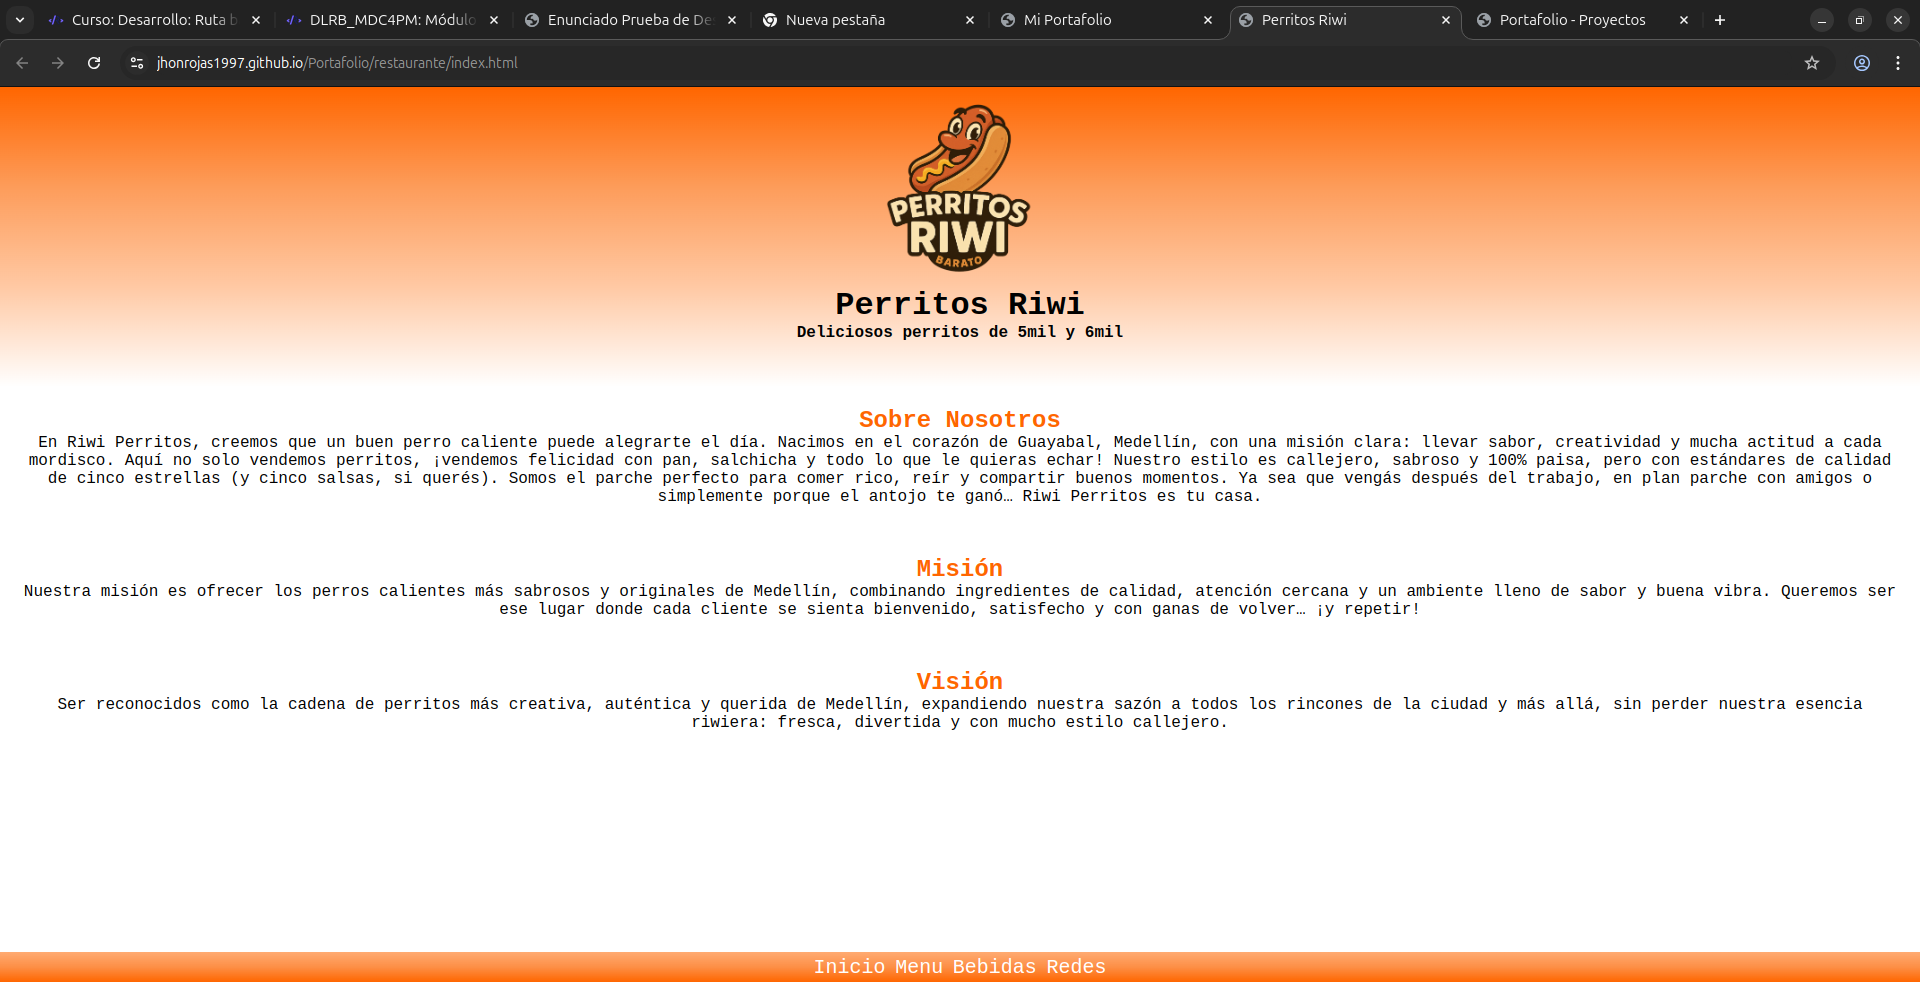 Curso: Desarrollo: Ruta b
DLRB_MDC4PM: Módulo
Enunciado Prueba de De
Nueva pestaña
Mi Portafolio
Perritos Riwi
Portafolio - Proyectos
jhonrojas1997.github.io/Portafolio/restaurante/index.html
PERRITOS
RIWI
BARATO
Perritos Riwi
Deliciosos perritos de 5mil y 6mil
Sobre Nosotros
En Riwi Perritos, creemos que un buen perro caliente puede alegrarte el día. Nacimos en el corazón de Guayabal, Medellín, con una misión clara: llevar sabor, creatividad y mucha actitud a cada
mordisco. Aquí no solo vendemos perritos, ¡vendemos felicidad con pan, salchicha y todo lo que le quieras echar! Nuestro estilo es callejero, sabroso y 100% paisa, pero con estándares de calidad
de cinco estrellas (y cinco salsas, si querés). Somos el parche perfecto para comer rico, reír y compartir buenos momentos. Ya sea que vengás después del trabajo, en plan parche con amigos o
simplemente porque el antojo te ganó… Riwi Perritos es tu casa.
Misión
Nuestra misión es ofrecer los perros calientes más sabrosos y originales de Medellín, combinando ingredientes de calidad, atención cercana y un ambiente lleno de sabor y buena vibra. Queremos ser
ese lugar donde cada cliente se sienta bienvenido, satisfecho y con ganas de volver… ¡y repetir!
Visión
Ser reconocidos como la cadena de perritos más creativa, auténtica y querida de Medellín, expandiendo nuestra sazón a todos los rincones de la ciudad y más allá, sin perder nuestra esencia
riwiera: fresca, divertida y con mucho estilo callejero.
Inicio Menu Bebidas Redes